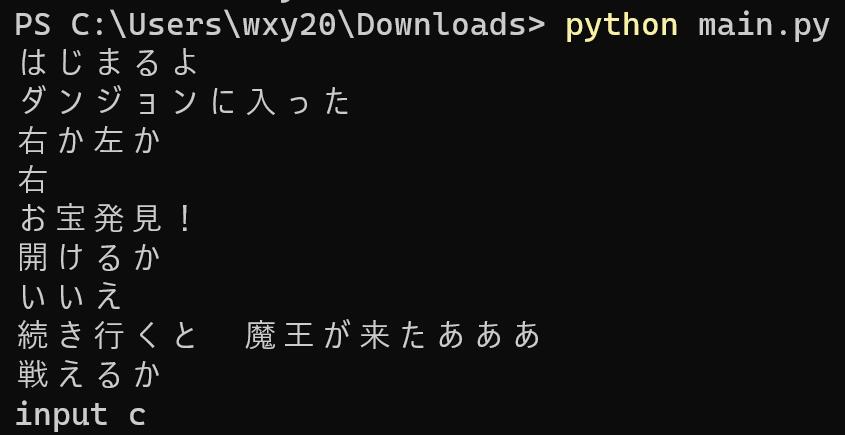 PS C:\Users\wxy20\Downloads> python main.py
はじまるよ
ダンジョンに入った
右か左か
右
お宝発見！
開けるか
いいえ
続き行くと　魔王が来たあああ
戦えるか
input c